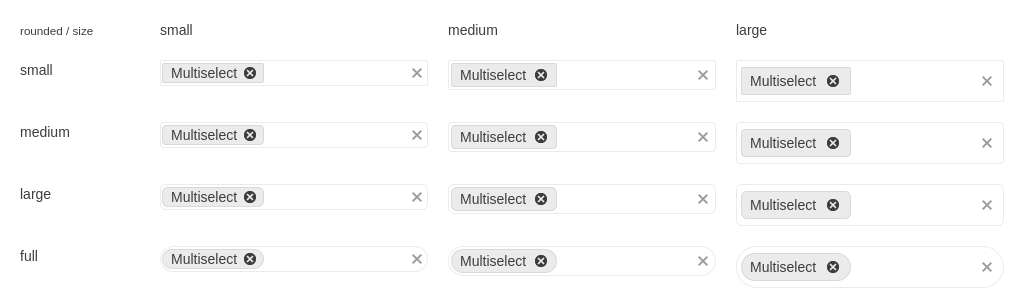 rounded / size small medium large
small Multiselect Multiselect Multiselect
medium Multiselect Multiselect Multiselect
large Multiselect Multiselect Multiselect
full Multiselect Multiselect Multiselect